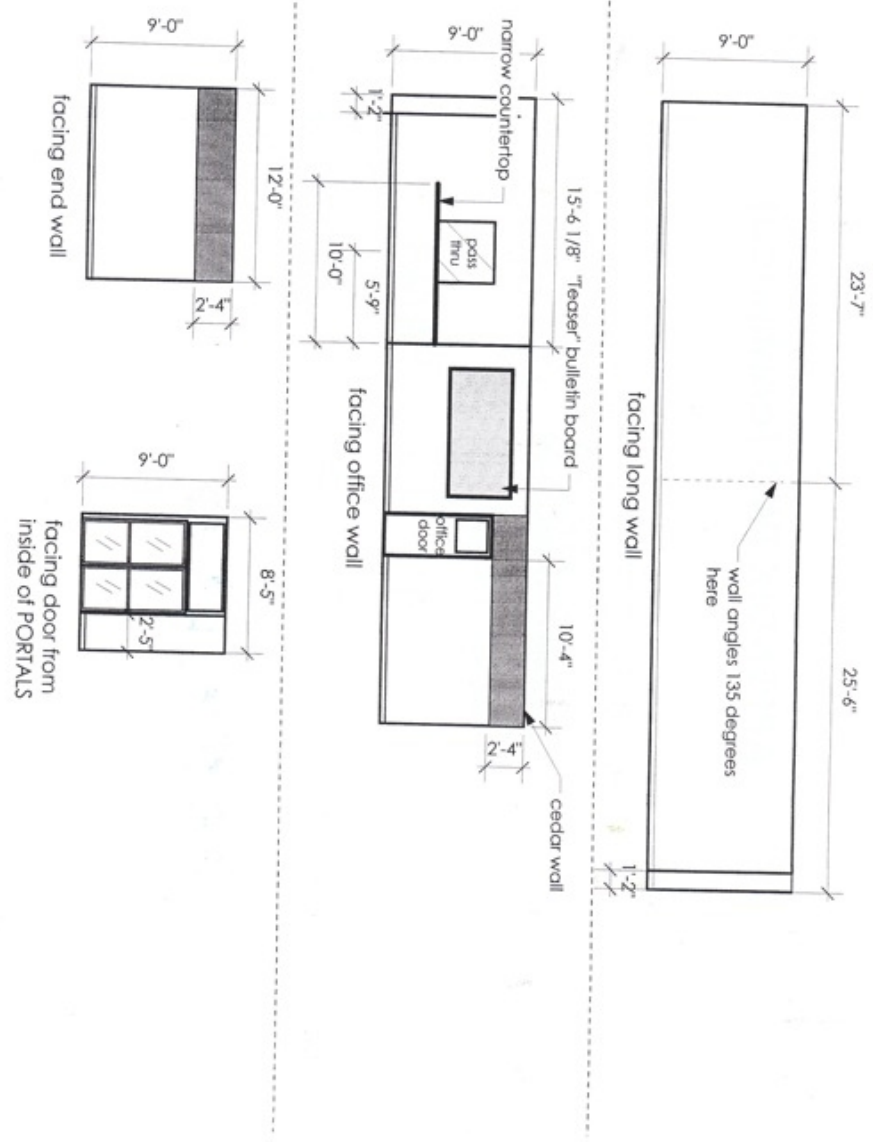 9'-0"
23'-7"
25'-6"
wall angles 135 degrees
here
1'-2"
facing long wall
9'-0"
narrow countertop
15'-6 1/8"
"Teaser" bulletin board
1'-2"
pass
thru
5'-9"
10'-0"
office
door
10'-4"
2'-4"
cedar wall
facing office wall
9'-0"
12'-0"
2'-4"
facing end wall
9'-0"
8'-5"
2'-5"
facing door from
inside of PORTALS